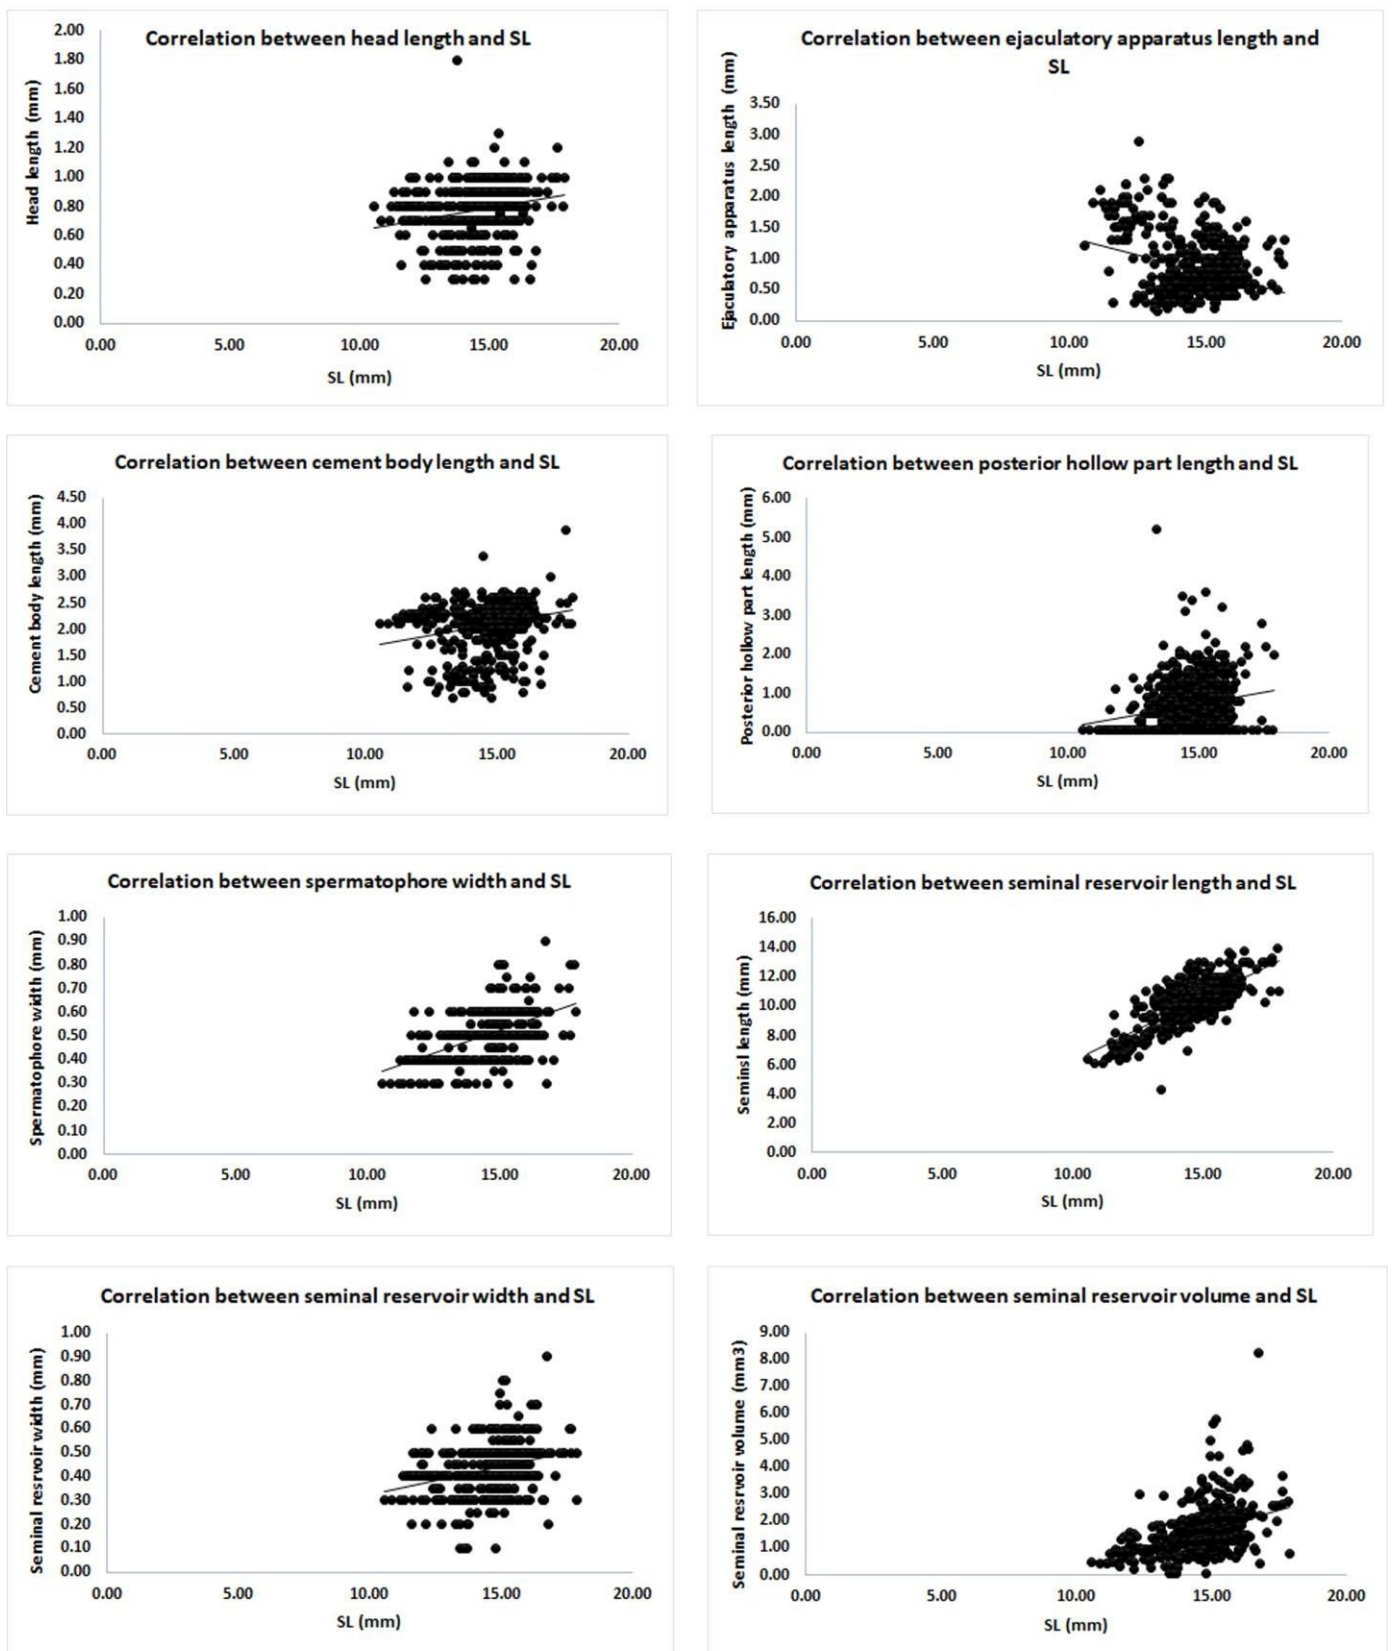 Correlation between head length and SL
Head length (mm)
2.00
1.80
1.60
1.40
1.20
1.00
0.80
0.60
0.40
0.20
0.00
0.00 5.00 10.00 15.00 20.00
SL (mm)
Correlation between ejaculatory apparatus length and
SL
Ejaculatory apparatus length (mm)
3.50
3.00
2.50
2.00
1.50
1.00
0.50
0.00
0.00 5.00 10.00 15.00 20.00
SL (mm)
Correlation between cement body length and SL
Cement body length (mm)
4.50
4.00
3.50
3.00
2.50
2.00
1.50
1.00
0.50
0.00
0.00 5.00 10.00 15.00 20.00
SL (mm)
Correlation between posterior hollow part length and SL
Posterior hollow part length (mm)
6.00
5.00
4.00
3.00
2.00
1.00
0.00
0.00 5.00 10.00 15.00 20.00
SL (mm)
Correlation between spermatophore width and SL
Spermatophore width (mm)
1.00
0.90
0.80
0.70
0.60
0.50
0.40
0.30
0.20
0.10
0.00
0.00 5.00 10.00 15.00 20.00
SL (mm)
Correlation between seminal reservoir length and SL
Seminsl length (mm)
16.00
14.00
12.00
10.00
8.00
6.00
4.00
2.00
0.00
0.00 5.00 10.00 15.00 20.00
SL (mm)
Correlation between seminal reservoir width and SL
Seminal resrvoir width (mm)
1.00
0.90
0.80
0.70
0.60
0.50
0.40
0.30
0.20
0.10
0.00
0.00 5.00 10.00 15.00 20.00
SL (mm)
Correlation between seminal reservoir volume and SL
Seminal resrvoir volume (mm3)
9.00
8.00
7.00
6.00
5.00
4.00
3.00
2.00
1.00
0.00
0.00 5.00 10.00 15.00 20.00
SL (mm)